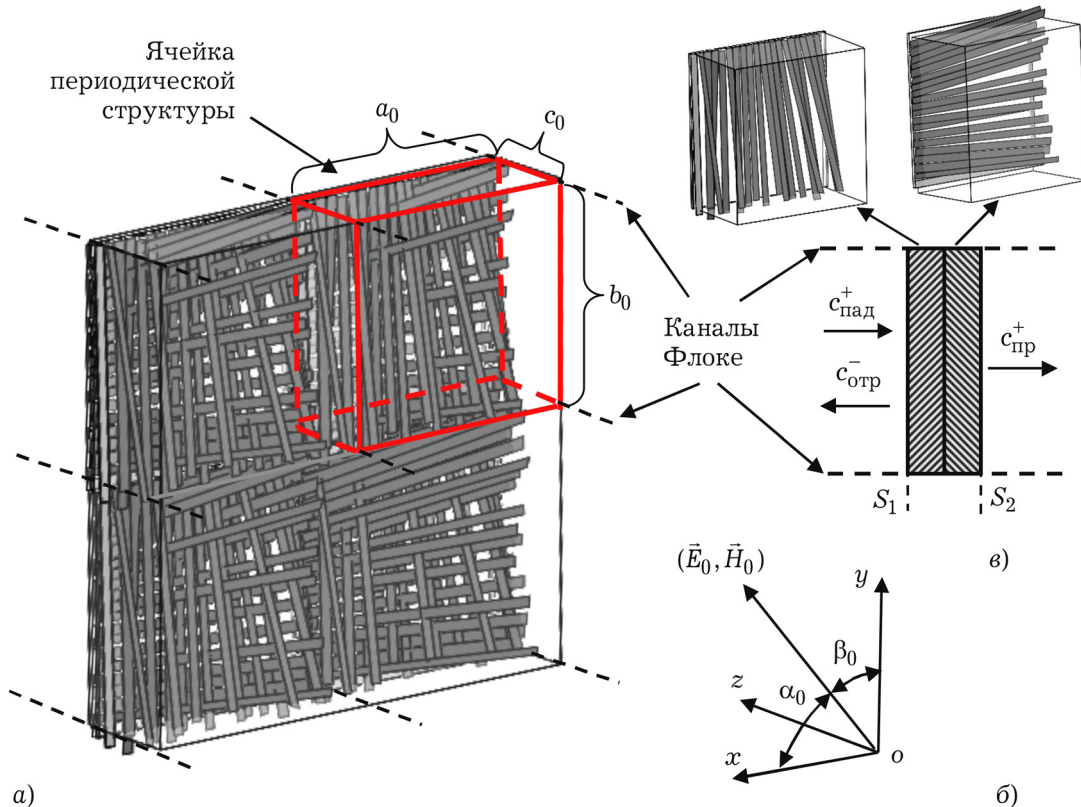 Ячейка
периодической
структуры
a₀
c₀
b₀
Каналы
Флоке
c⁺пад
c⁻отр
c⁺пр
S₁
S₂
в)
(E⃗₀, H⃗₀)
y
β₀
z
α₀
x
o
а)
б)